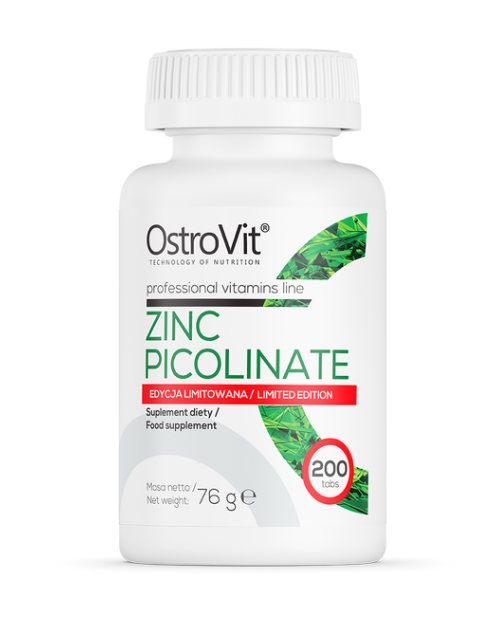 OstroVit®
TECHNOLOGY OF NUTRITION
professional vitamins line
ZINC
PICOLINATE
EDYCJA LIMITOWANA / LIMITED EDITION
Suplement diety /
Food supplement
200
tabs
Masa netto /
Net weight: 76 g ℮